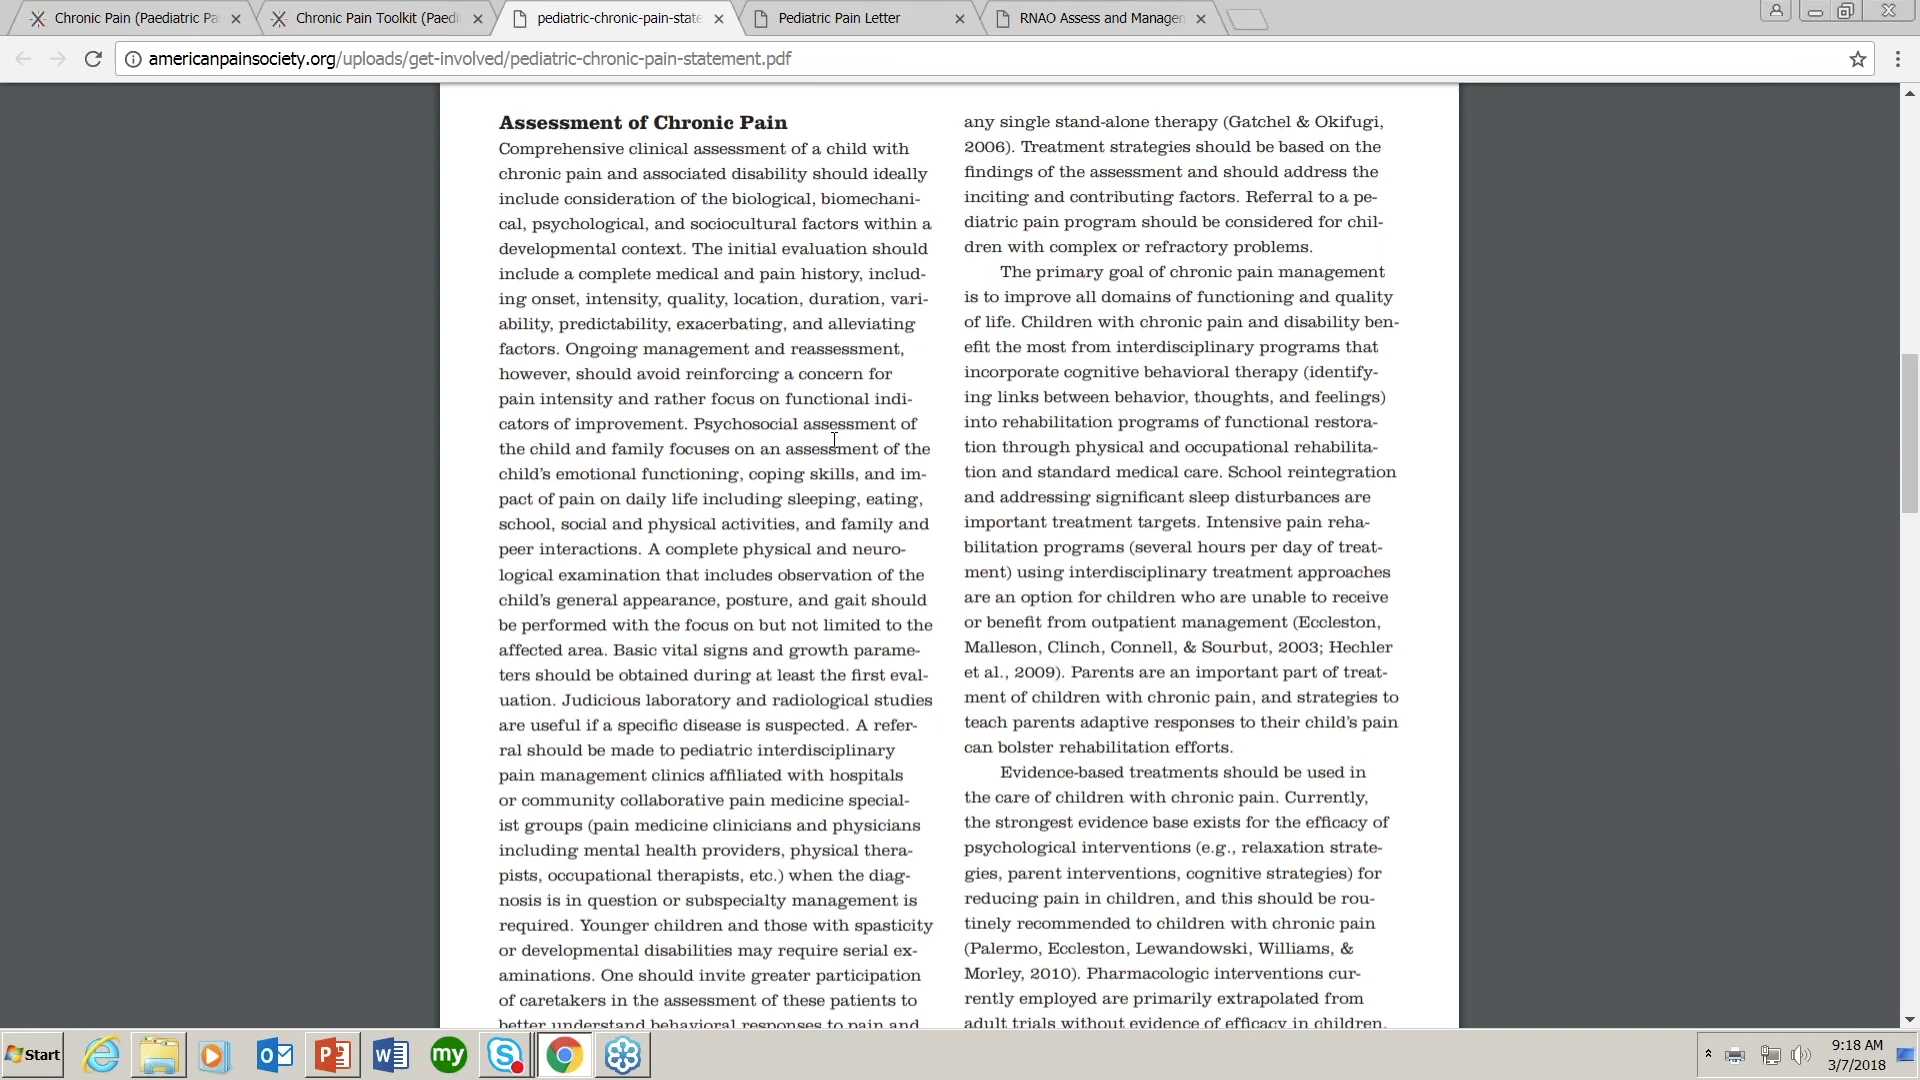 Chronic Pain (Paediatric Pa
Chronic Pain Toolkit (Paedi
pediatric-chronic-pain-state
Pediatric Pain Letter
RNAO Assess and Manager
americanpainsociety.org/uploads/get-involved/pediatric-chronic-pain-statement.pdf
Assessment of Chronic Pain
Comprehensive clinical assessment of a child with
chronic pain and associated disability should ideally
include consideration of the biological, biomechani-
cal, psychological, and sociocultural factors within a
developmental context. The initial evaluation should
include a complete medical and pain history, includ-
ing onset, intensity, quality, location, duration, vari-
ability, predictability, exacerbating, and alleviating
factors. Ongoing management and reassessment,
however, should avoid reinforcing a concern for
pain intensity and rather focus on functional indi-
cators of improvement. Psychosocial assessment of
the child and family focuses on an assessment of the
child's emotional functioning, coping skills, and im-
pact of pain on daily life including sleeping, eating,
school, social and physical activities, and family and
peer interactions. A complete physical and neuro-
logical examination that includes observation of the
child's general appearance, posture, and gait should
be performed with the focus on but not limited to the
affected area. Basic vital signs and growth parame-
ters should be obtained during at least the first eval-
uation. Judicious laboratory and radiological studies
are useful if a specific disease is suspected. A refer-
ral should be made to pediatric interdisciplinary
pain management clinics affiliated with hospitals
or community collaborative pain medicine special-
ist groups (pain medicine clinicians and physicians
including mental health providers, physical thera-
pists, occupational therapists, etc.) when the diag-
nosis is in question or subspecialty management is
required. Younger children and those with spasticity
or developmental disabilities may require serial ex-
aminations. One should invite greater participation
of caretakers in the assessment of these patients to
better understand behavioral responses to pain and
any single stand-alone therapy (Gatchel & Okifugi,
2006). Treatment strategies should be based on the
findings of the assessment and should address the
inciting and contributing factors. Referral to a pe-
diatric pain program should be considered for chil-
dren with complex or refractory problems.
The primary goal of chronic pain management
is to improve all domains of functioning and quality
of life. Children with chronic pain and disability ben-
efit the most from interdisciplinary programs that
incorporate cognitive behavioral therapy (identify-
ing links between behavior, thoughts, and feelings)
into rehabilitation programs of functional restora-
tion through physical and occupational rehabilita-
tion and standard medical care. School reintegration
and addressing significant sleep disturbances are
important treatment targets. Intensive pain reha-
bilitation programs (several hours per day of treat-
ment) using interdisciplinary treatment approaches
are an option for children who are unable to receive
or benefit from outpatient management (Eccleston,
Malleson, Clinch, Connell, & Sourbut, 2003; Hechler
et al., 2009). Parents are an important part of treat-
ment of children with chronic pain, and strategies to
teach parents adaptive responses to their child's pain
can bolster rehabilitation efforts.
Evidence-based treatments should be used in
the care of children with chronic pain. Currently,
the strongest evidence base exists for the efficacy of
psychological interventions (e.g., relaxation strate-
gies, parent interventions, cognitive strategies) for
reducing pain in children, and this should be rou-
tinely recommended to children with chronic pain
(Palermo, Eccleston, Lewandowski, Williams, &
Morley, 2010). Pharmacologic interventions cur-
rently employed are primarily extrapolated from
adult trials without evidence of efficacy in children.
Start
my
9:18 AM
3/7/2018